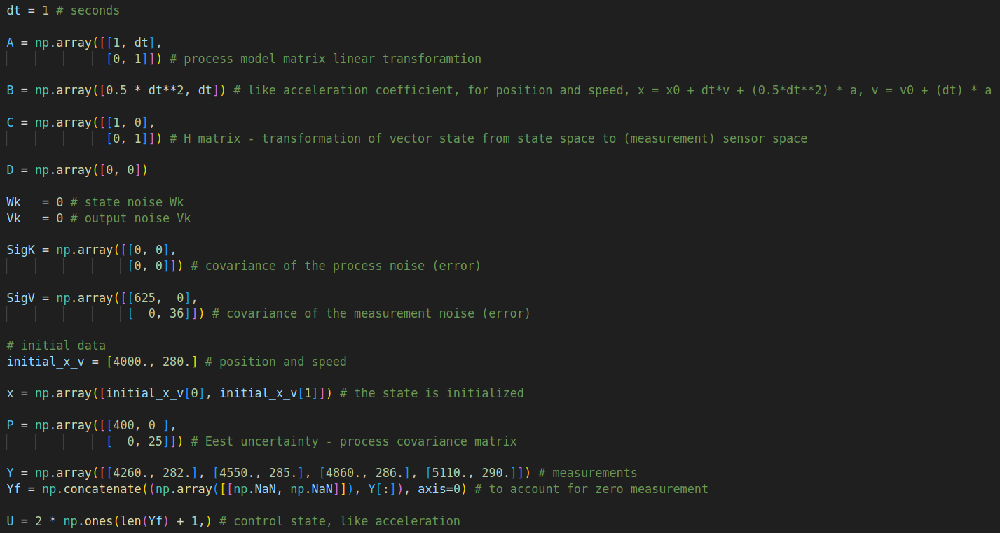 dt = 1 # seconds
A = np.array([[1, dt],
[0, 1]]) # process model matrix linear transforamtion
B = np.array([0.5 * dt**2, dt]) # like acceleration coefficient, for position and speed, x = x0 + dt*v + (0.5*dt**2) * a, v = v0 + (dt) * a
C = np.array([[1, 0],
[0, 1]]) # H matrix - transformation of vector state from state space to (measurement) sensor space
D = np.array([0, 0])
Wk   = 0 # state noise Wk
Vk   = 0 # output noise Vk
SigK = np.array([[0, 0],
[0, 0]]) # covariance of the process noise (error)
SigV = np.array([[625,  0],
[  0, 36]]) # covariance of the measurement noise (error)
# initial data
initial_x_v = [4000., 280.] # position and speed
x = np.array([initial_x_v[0], initial_x_v[1]]) # the state is initialized
P = np.array([[400, 0 ],
[  0, 25]]) # Eest uncertainty - process covariance matrix
Y = np.array([[4260., 282.], [4550., 285.], [4860., 286.], [5110., 290.]]) # measurements
Yf = np.concatenate((np.array([[np.NaN, np.NaN]]), Y[:]), axis=0) # to account for zero measurement
U = 2 * np.ones(len(Yf) + 1,) # control state, like acceleration